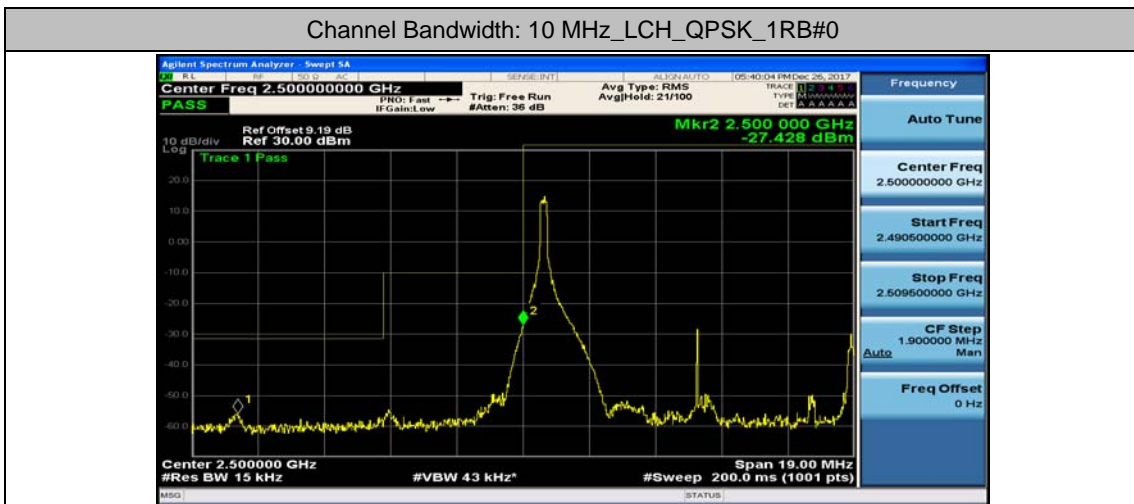 Channel Bandwidth: 10 MHz_LCH_QPSK_1RB#0
Agilent Spectrum Analyzer - Swept SA
RL RF 50 Ω AC SENSE:INT ALIGN AUTO 05:40:04 PM Dec 26, 2017
Center Freq 2.500000000 GHz
PASS
PNO: Fast
IFGain:Low
Trig: Free Run
#Atten: 36 dB
Avg Type: RMS
Avg|Hold: 21/100
TRACE 1 2 3 4 5 6
TYPE
DET A A A A A A
Ref Offset 9.19 dB
10 dB/div Ref 30.00 dBm
Log
Mkr2 2.500 000 GHz
-27.428 dBm
Trace 1 Pass
20.0
10.0
0.00
-10.0
-20.0
-30.0
-40.0
-50.0
-60.0
1
2
Center 2.500000 GHz
Span 19.00 MHz
#Res BW 15 kHz
#VBW 43 kHz*
#Sweep 200.0 ms (1001 pts)
MSG
STATUS
Frequency
Auto Tune
Center Freq
2.500000000 GHz
Start Freq
2.490500000 GHz
Stop Freq
2.509500000 GHz
CF Step
1.900000 MHz
Auto Man
Freq Offset
0 Hz